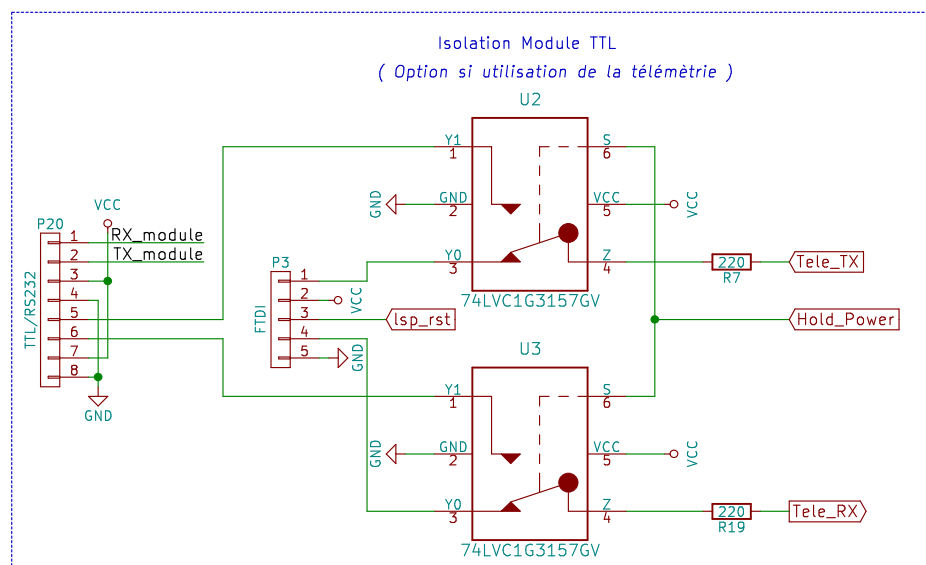 Isolation Module TTL
( Option si utilisation de la télémètrie )
U2
Y1
1
S
6
GND
GND
2
VCC
5
VCC
Y0
3
Z
4
74LVC1G3157GV
220
R7
Tele_TX
VCC
P20
TTL/RS232
1
RX_module
2
TX_module
3
4
5
6
7
8
GND
P3
FTDI
1
2
VCC
3
Isp_rst
4
5
GND
Hold_Power
U3
Y1
1
S
6
GND
GND
2
VCC
5
VCC
Y0
3
Z
4
74LVC1G3157GV
220
R19
Tele_RX